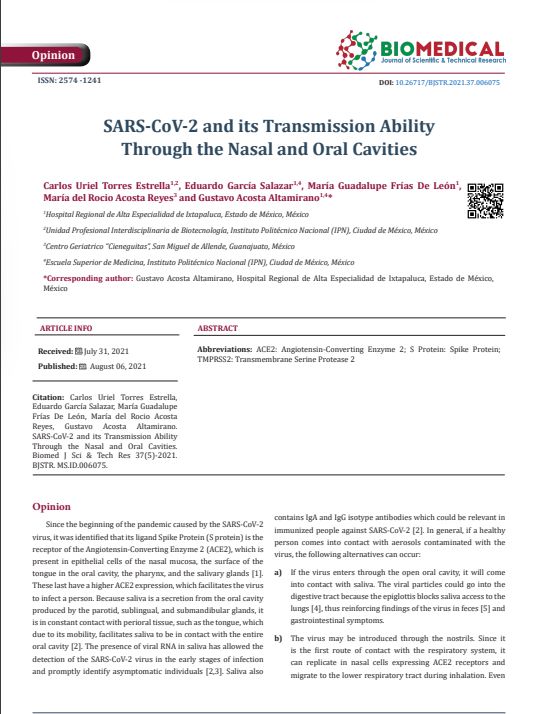 Opinion
BIOMEDICAL
Journal of Scientific & Technical Research
ISSN: 2574 -1241
DOI: 10.26717/BJSTR.2021.37.006075
SARS-CoV-2 and its Transmission Ability
Through the Nasal and Oral Cavities
Carlos Uriel Torres Estrella1,2, Eduardo García Salazar1,4, María Guadalupe Frías De León1,
María del Rocio Acosta Reyes3 and Gustavo Acosta Altamirano1,4*
1Hospital Regional de Alta Especialidad de Ixtapaluca, Estado de México, México
2Unidad Profesional Interdisciplinaria de Biotecnología, Instituto Politécnico Nacional (IPN), Ciudad de México, México
3Centro Geriatrico "Cieneguitas", San Miguel de Allende, Guanajuato, México
4Escuela Superior de Medicina, Instituto Politécnico Nacional (IPN), Ciudad de México, México
*Corresponding author: Gustavo Acosta Altamirano, Hospital Regional de Alta Especialidad de Ixtapaluca, Estado de México,
México
ARTICLE INFO
Received: July 31, 2021
Published: August 06, 2021
Citation: Carlos Uriel Torres Estrella,
Eduardo García Salazar, María Guadalupe
Frías De León, María del Rocio Acosta
Reyes, Gustavo Acosta Altamirano.
SARS-CoV-2 and its Transmission Ability
Through the Nasal and Oral Cavities.
Biomed J Sci & Tech Res 37(5)-2021.
BJSTR. MS.ID.006075.
ABSTRACT
Abbreviations: ACE2: Angiotensin-Converting Enzyme 2; S Protein: Spike Protein;
TMPRSS2: Transmembrane Serine Protease 2
Opinion
Since the beginning of the pandemic caused by the SARS-CoV-2
virus, it was identified that its ligand Spike Protein (S protein) is the
receptor of the Angiotensin-Converting Enzyme 2 (ACE2), which is
present in epithelial cells of the nasal mucosa, the surface of the
tongue in the oral cavity, the pharynx, and the salivary glands [1].
These last have a higher ACE2 expression, which facilitates the virus
to infect a person. Because saliva is a secretion from the oral cavity
produced by the parotid, sublingual, and submandibular glands, it
is in constant contact with perioral tissue, such as the tongue, which
due to its mobility, facilitates saliva to be in contact with the entire
oral cavity [2]. The presence of viral RNA in saliva has allowed the
detection of the SARS-CoV-2 virus in the early stages of infection
and promptly identify asymptomatic individuals [2,3]. Saliva also
contains IgA and IgG isotype antibodies which could be relevant in
immunized people against SARS-CoV-2 [2]. In general, if a healthy
person comes into contact with aerosols contaminated with the
virus, the following alternatives can occur:
a) If the virus enters through the open oral cavity, it will come
into contact with saliva. The viral particles could go into the
digestive tract because the epiglottis blocks saliva access to the
lungs [4], thus reinforcing findings of the virus in feces [5] and
gastrointestinal symptoms.
b) The virus may be introduced through the nostrils. Since it
is the first route of contact with the respiratory system, it
can replicate in nasal cells expressing ACE2 receptors and
migrate to the lower respiratory tract during inhalation. Even